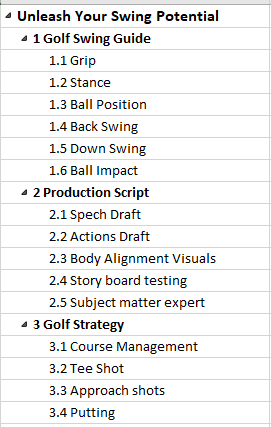 Unleash Your Swing Potential
1 Golf Swing Guide
1.1 Grip
1.2 Stance
1.3 Ball Position
1.4 Back Swing
1.5 Down Swing
1.6 Ball Impact
2 Production Script
2.1 Spech Draft
2.2 Actions Draft
2.3 Body Alignment Visuals
2.4 Story board testing
2.5 Subject matter expert
3 Golf Strategy
3.1 Course Management
3.2 Tee Shot
3.3 Approach shots
3.4 Putting